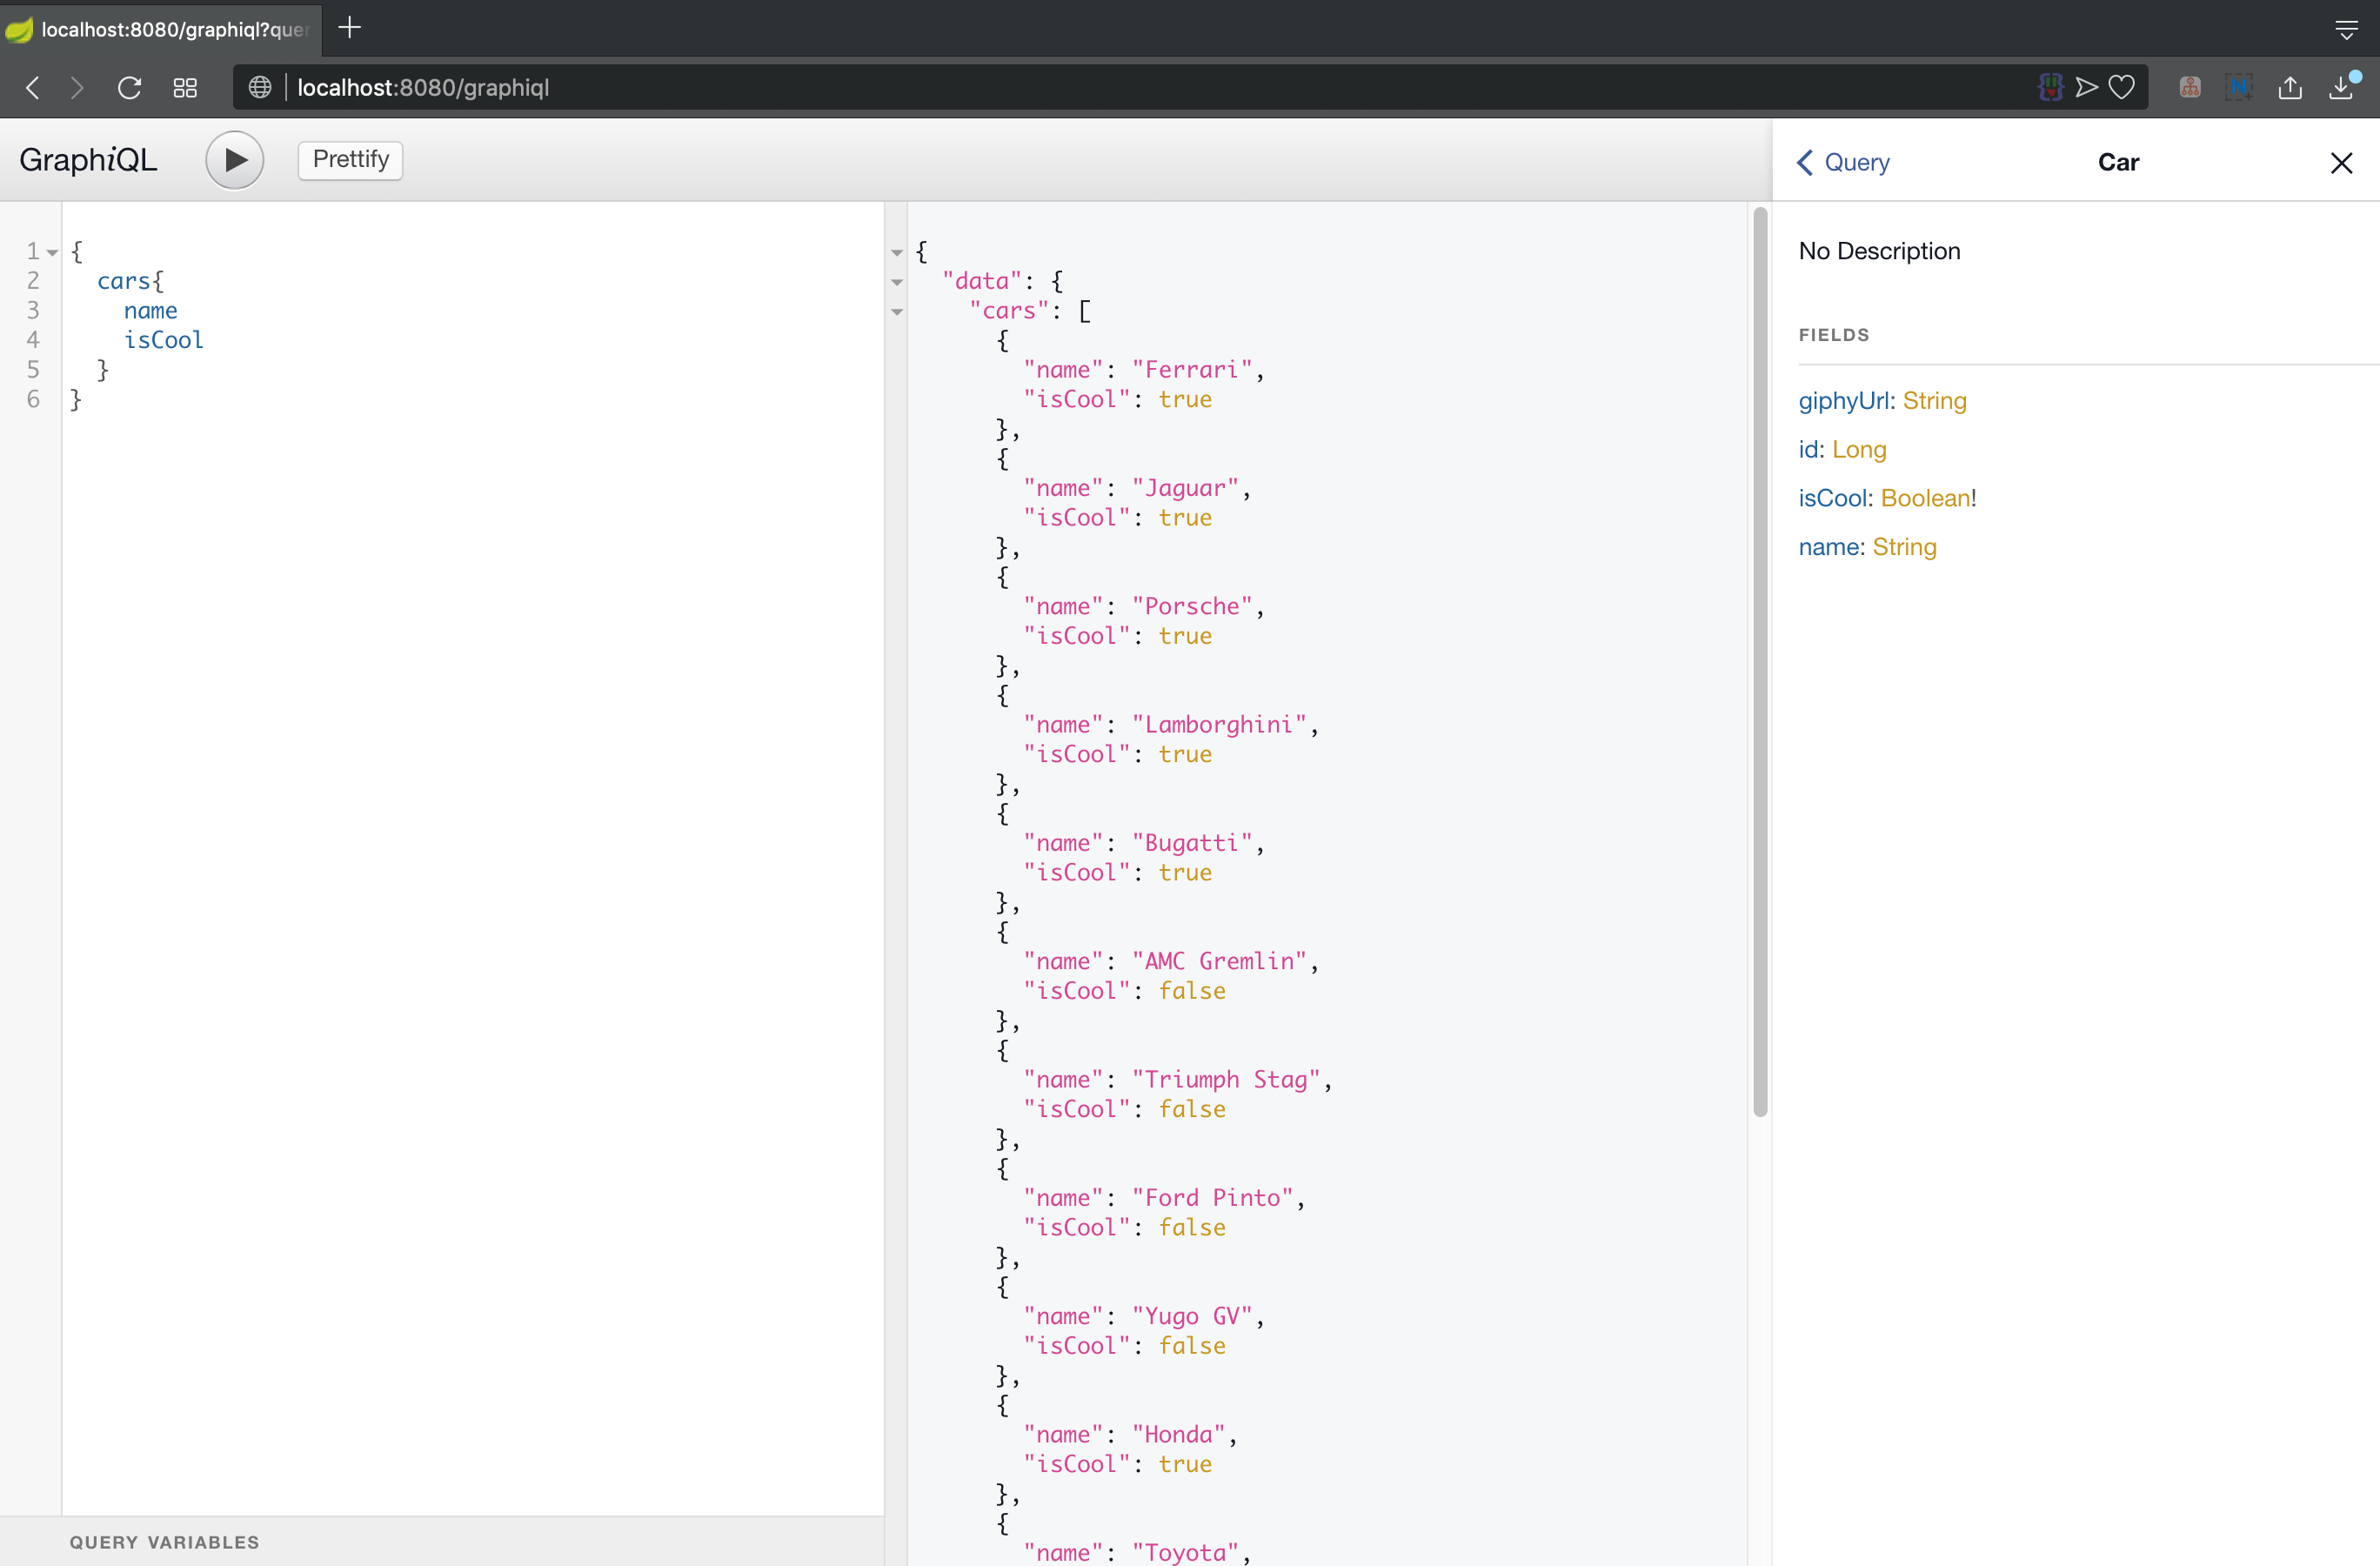 localhost:8080/graphiql?quer
localhost:8080/graphiql
GraphiQL
Prettify
1 {
2 cars{
3 name
4 isCool
5 }
6 }
QUERY VARIABLES
{
"data": {
"cars": [
{
"name": "Ferrari",
"isCool": true
},
{
"name": "Jaguar",
"isCool": true
},
{
"name": "Porsche",
"isCool": true
},
{
"name": "Lamborghini",
"isCool": true
},
{
"name": "Bugatti",
"isCool": true
},
{
"name": "AMC Gremlin",
"isCool": false
},
{
"name": "Triumph Stag",
"isCool": false
},
{
"name": "Ford Pinto",
"isCool": false
},
{
"name": "Yugo GV",
"isCool": false
},
{
"name": "Honda",
"isCool": true
},
{
"name": "Toyota",
Query
Car
No Description
FIELDS
giphyUrl: String
id: Long
isCool: Boolean!
name: String